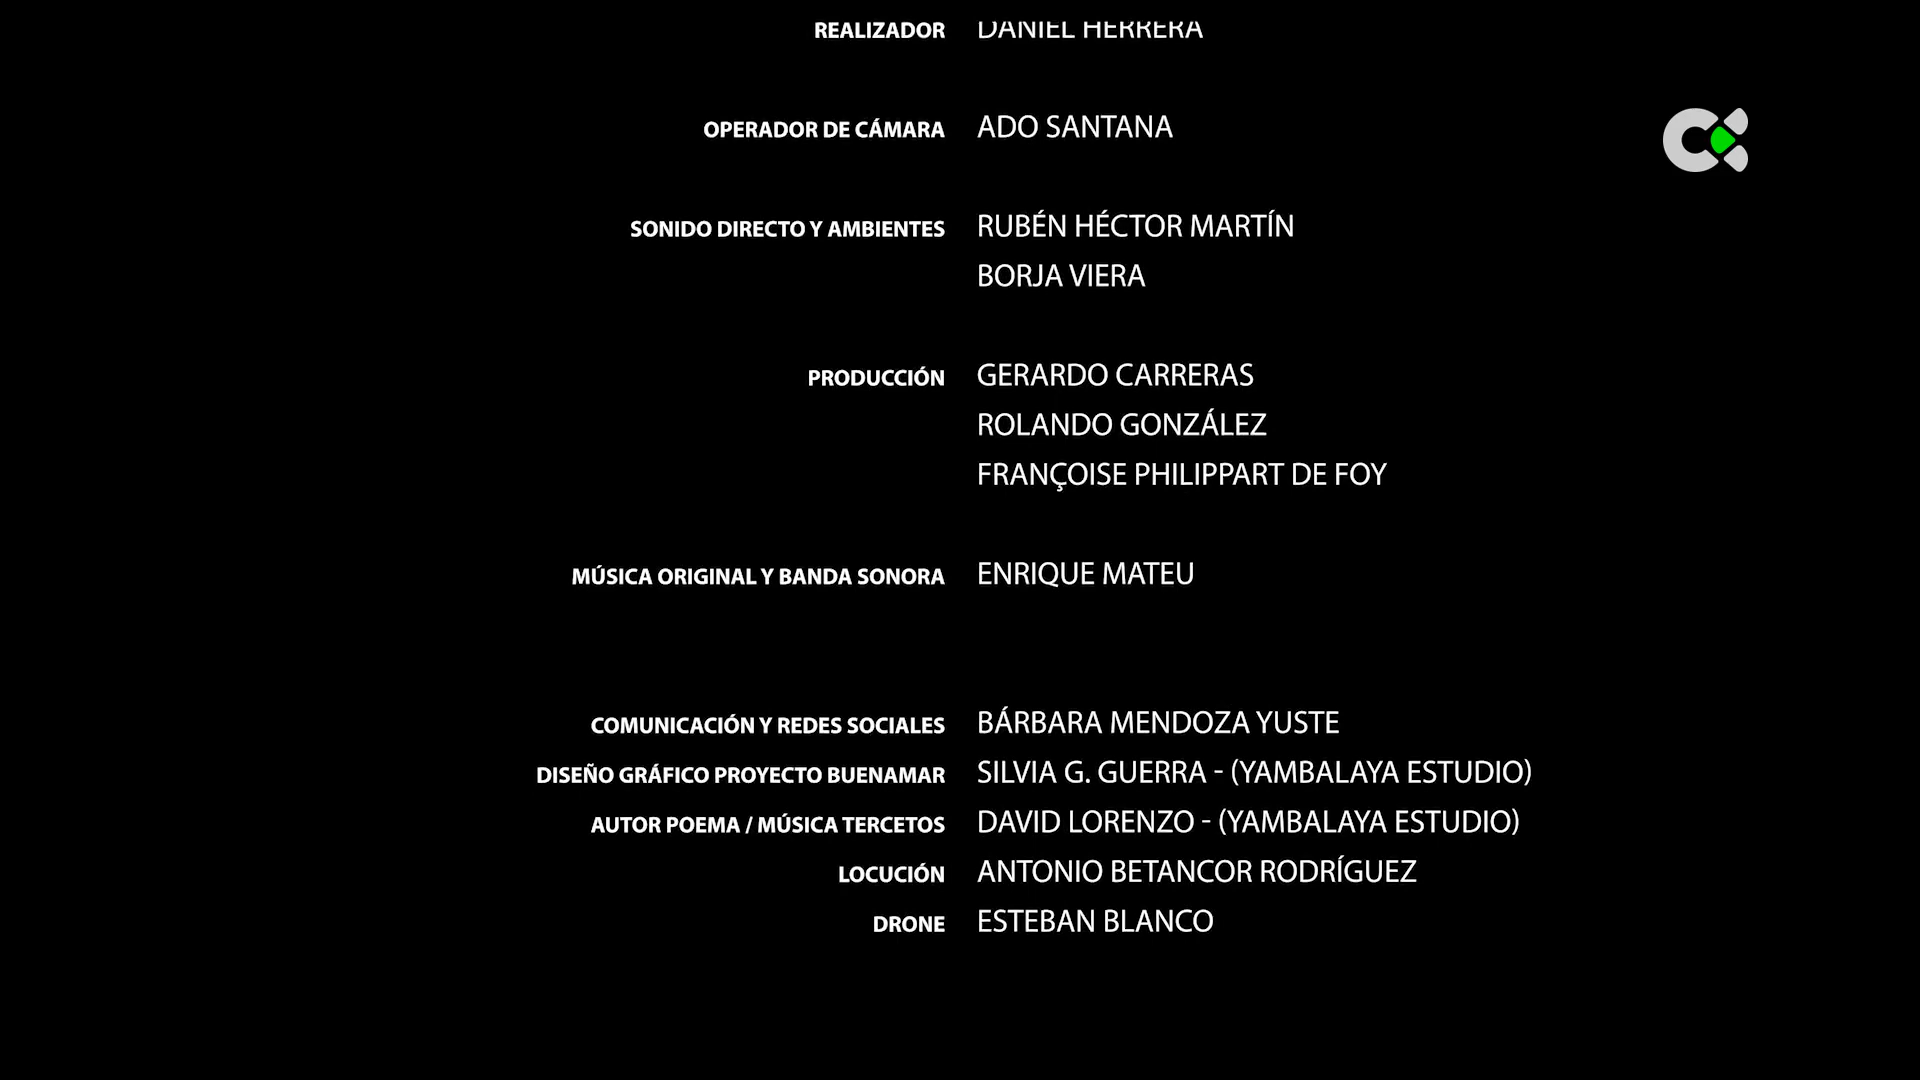 REALIZADOR DANIEL HERRERA
OPERADOR DE CÁMARA ADO SANTANA
SONIDO DIRECTO Y AMBIENTES RUBÉN HÉCTOR MARTÍN
BORJA VIERA
PRODUCCIÓN GERARDO CARRERAS
ROLANDO GONZÁLEZ
FRANÇOISE PHILIPPART DE FOY
MÚSICA ORIGINAL Y BANDA SONORA ENRIQUE MATEU
COMUNICACIÓN Y REDES SOCIALES BÁRBARA MENDOZA YUSTE
DISEÑO GRÁFICO PROYECTO BUENAMAR SILVIA G. GUERRA - (YAMBALAYA ESTUDIO)
AUTOR POEMA / MÚSICA TERCETOS DAVID LORENZO - (YAMBALAYA ESTUDIO)
LOCUCIÓN ANTONIO BETANCOR RODRÍGUEZ
DRONE ESTEBAN BLANCO